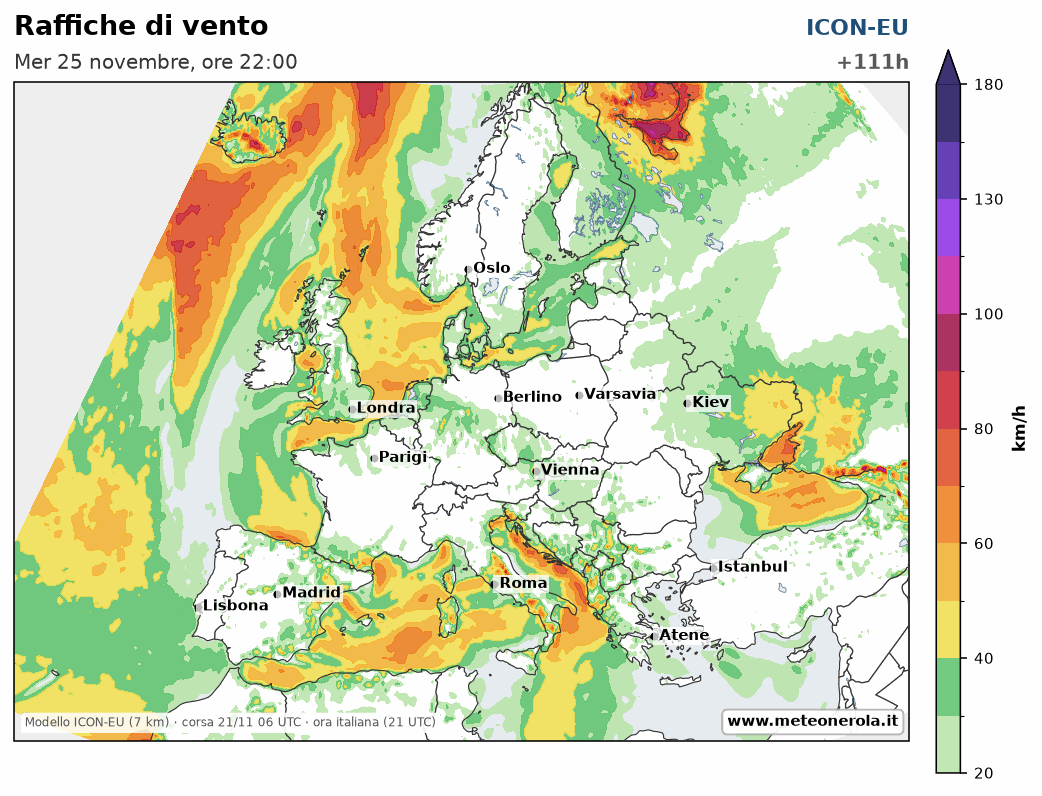 Raffiche di vento
ICON-EU
Mer 25 novembre, ore 22:00
+111h
180
130
100
80
60
40
20
km/h
Oslo
Londra
Berlino
Varsavia
Kiev
Parigi
Vienna
Istanbul
Roma
Madrid
Lisbona
Atene
Modello ICON-EU (7 km) · corsa 21/11 06 UTC · ora italiana (21 UTC)
www.meteonerola.it